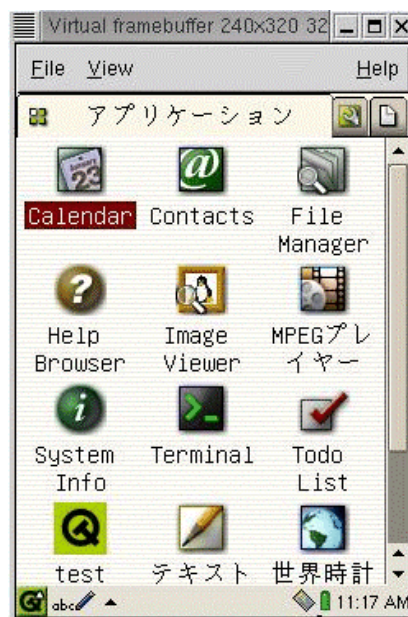 Virtual framebuffer 240x320 32
File View Help
アプリケーション
Calendar Contacts File
Manager
Help Image MPEGプレ
Browser Viewer イヤー
System Terminal Todo
Info List
test テキスト 世界時計
abc 11:17 AM